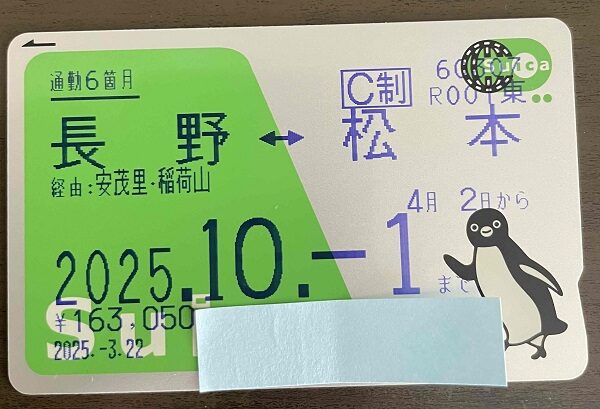 通勤6箇月
Suica
C制
R001東
長野↔松本
経由:安茂里・稲荷山
4月 2日から
2025.10.-1まで
¥163,050
2025.-3.22